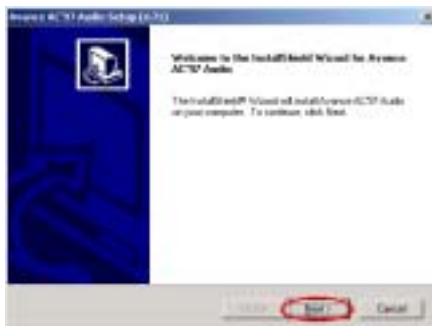 Avance AC'97 Audio Setup
Welcome to the InstallShield Wizard for Avance
AC'97 Audio
The InstallShield® Wizard will install Avance AC'97 Audio
on your computer. To continue, click Next.
Next >
Cancel